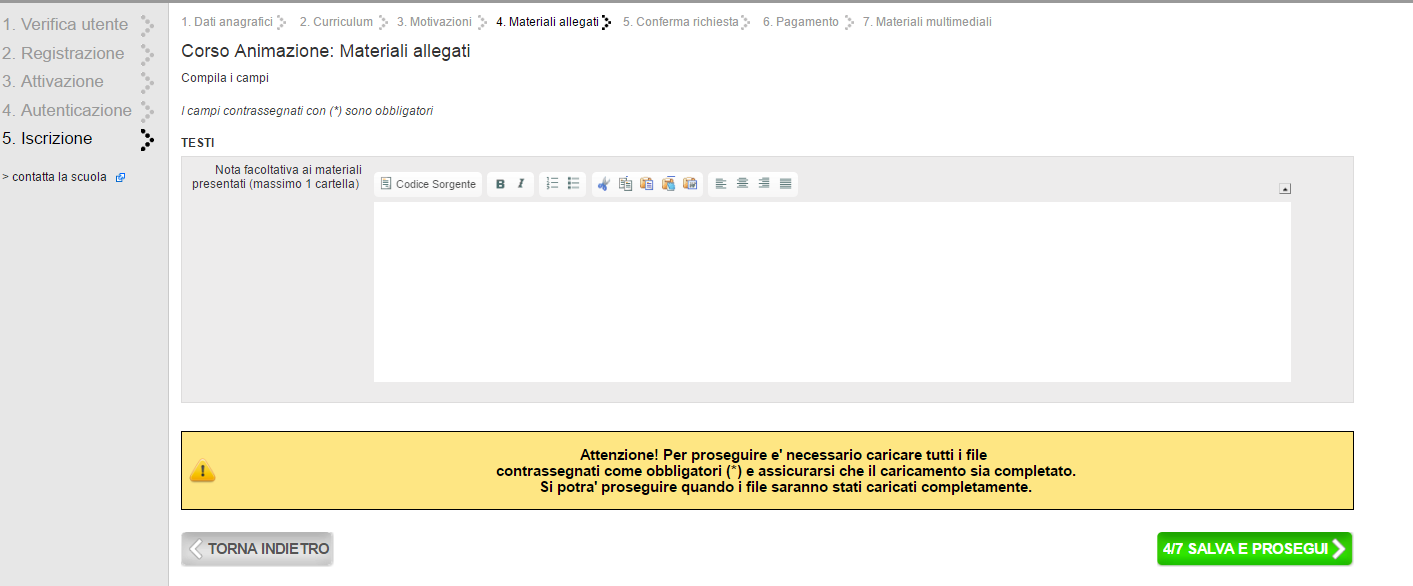 1. Verifica utente
2. Registrazione
3. Attivazione
4. Autenticazione
5. Iscrizione
> contatta la scuola
1. Dati anagrafici 2. Curriculum 3. Motivazioni 4. Materiali allegati 5. Conferma richiesta 6. Pagamento 7. Materiali multimediali
Corso Animazione: Materiali allegati
Compila i campi
I campi contrassegnati con (*) sono obbligatori
TESTI
Nota facoltativa ai materiali
presentati (massimo 1 cartella)
Codice Sorgente B I
Attenzione! Per proseguire e' necessario caricare tutti i file
contrassegnati come obbligatori (*) e assicurarsi che il caricamento sia completato.
Si potra' proseguire quando i file saranno stati caricati completamente.
TORNA INDIETRO
4/7 SALVA E PROSEGUI